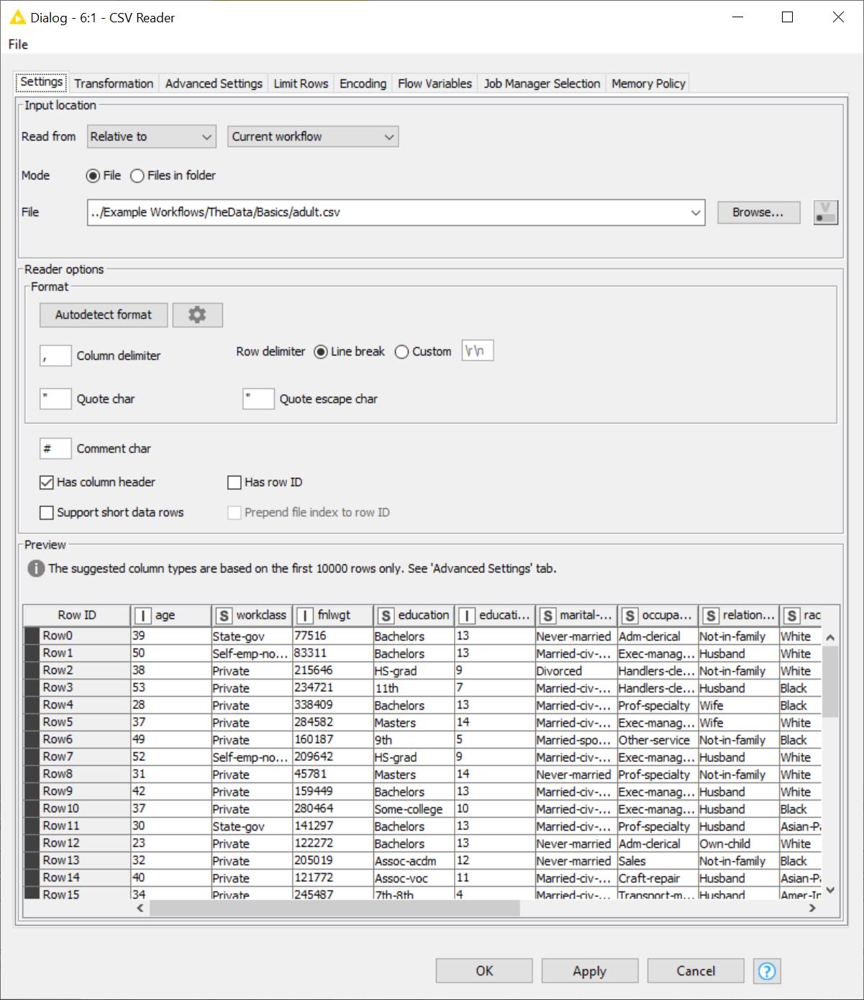 Dialog - 6:1 - CSV Reader
File
Settings Transformation Advanced Settings Limit Rows Encoding Flow Variables Job Manager Selection Memory Policy
Input location
Read from Relative to Current workflow
Mode File Files in folder
File ../Example Workflows/TheData/Basics/adult.csv Browse... V
Reader options
Format
Autodetect format
, Column delimiter Row delimiter Line break Custom \r\n
" Quote char " Quote escape char
# Comment char
Has column header Has row ID
Support short data rows Prepend file index to row ID
Preview
i The suggested column types are based on the first 10000 rows only. See 'Advanced Settings' tab.
Row ID I age S workclass I fnlwgt S education I educati... S marital-... S occupa... S relation... S rac
Row0 39 State-gov 77516 Bachelors 13 Never-married Adm-clerical Not-in-family White
Row1 50 Self-emp-no... 83311 Bachelors 13 Married-civ-... Exec-manag... Husband White
Row2 38 Private 215646 HS-grad 9 Divorced Handlers-cle... Not-in-family White
Row3 53 Private 234721 11th 7 Married-civ-... Handlers-cle... Husband Black
Row4 28 Private 338409 Bachelors 13 Married-civ-... Prof-specialty Wife Black
Row5 37 Private 284582 Masters 14 Married-civ-... Exec-manag... Wife White
Row6 49 Private 160187 9th 5 Married-spo... Other-service Not-in-family Black
Row7 52 Self-emp-no... 209642 HS-grad 9 Married-civ-... Exec-manag... Husband White
Row8 31 Private 45781 Masters 14 Never-married Prof-specialty Not-in-family White
Row9 42 Private 159449 Bachelors 13 Married-civ-... Exec-manag... Husband White
Row10 37 Private 280464 Some-college 10 Married-civ-... Exec-manag... Husband Black
Row11 30 State-gov 141297 Bachelors 13 Married-civ-... Prof-specialty Husband Asian-Pa
Row12 23 Private 122272 Bachelors 13 Never-married Adm-clerical Own-child White
Row13 32 Private 205019 Assoc-acdm 12 Never-married Sales Not-in-family Black
Row14 40 Private 121772 Assoc-voc 11 Married-civ-... Craft-repair Husband Asian-Pa
Row15 34 Private 245487 7th-8th 4 Married-civ-... Transport-m... Husband Amer-In
OK Apply Cancel ?